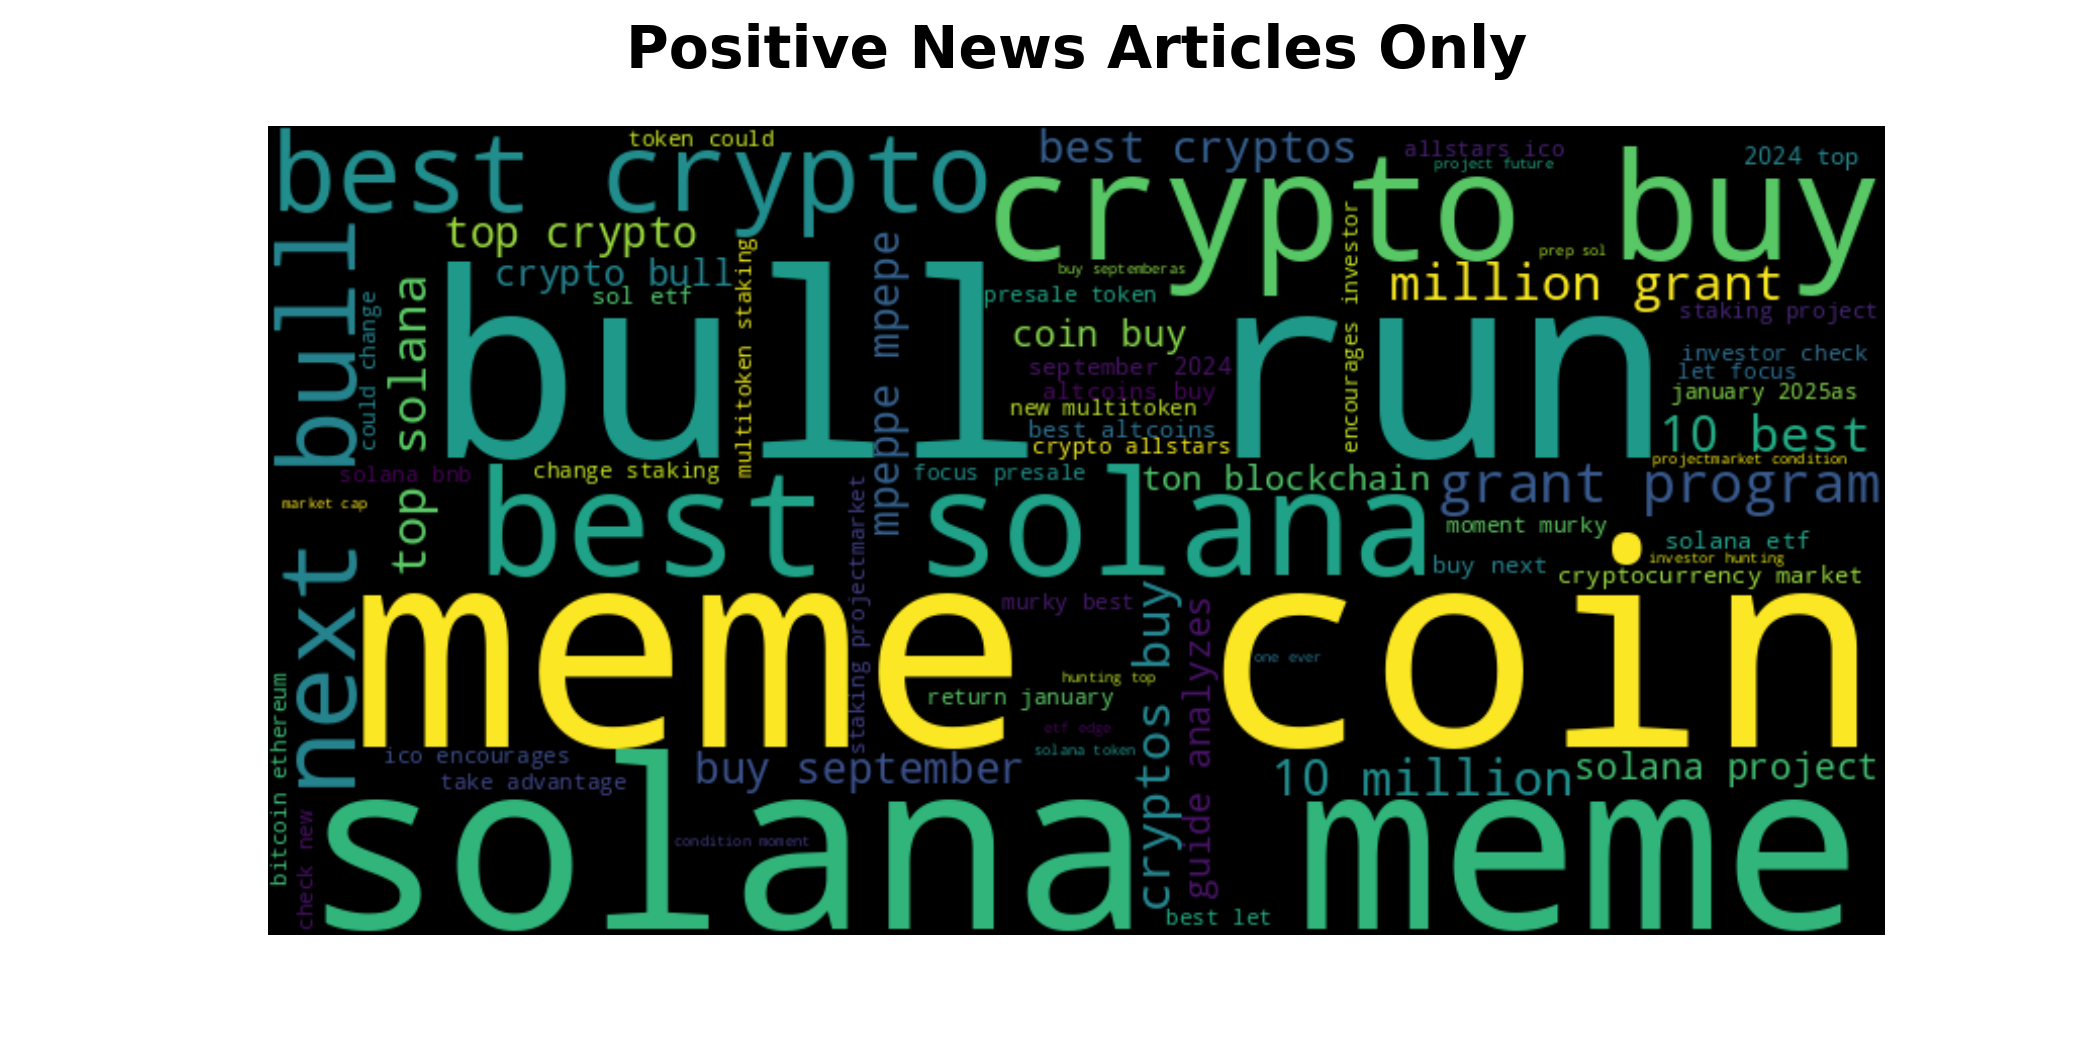 Positive News Articles Only
token could
best crypto
best cryptos
allstars ico
project future
2024 top
crypto buy
top crypto
next bull
crypto bull
sol etf
multitoken staking
mpeppe mpepe
buy septemberas
presale token
encourages investor
prep sol
million grant
staking project
could change
top solana
bull run
coin buy
september 2024
altcoins buy
new multitoken
best altcoins
crypto allstars
investor check
let focus
january 2025as
10 best
projectmarket condition
solana bnb
change staking
focus presale
ton blockchain
grant program
market cap
best solana
moment murky
solana etf
investor hunting
buy next
cryptocurrency market
staking projectmarket
murky best
cryptos buy
guide analyzes
meme coin
one ever
hunting top
return january
etf edge
solana token
bitcoin ethereum
ico encourages
take advantage
buy september
10 million
solana project
check new
condition moment
solana meme
best let